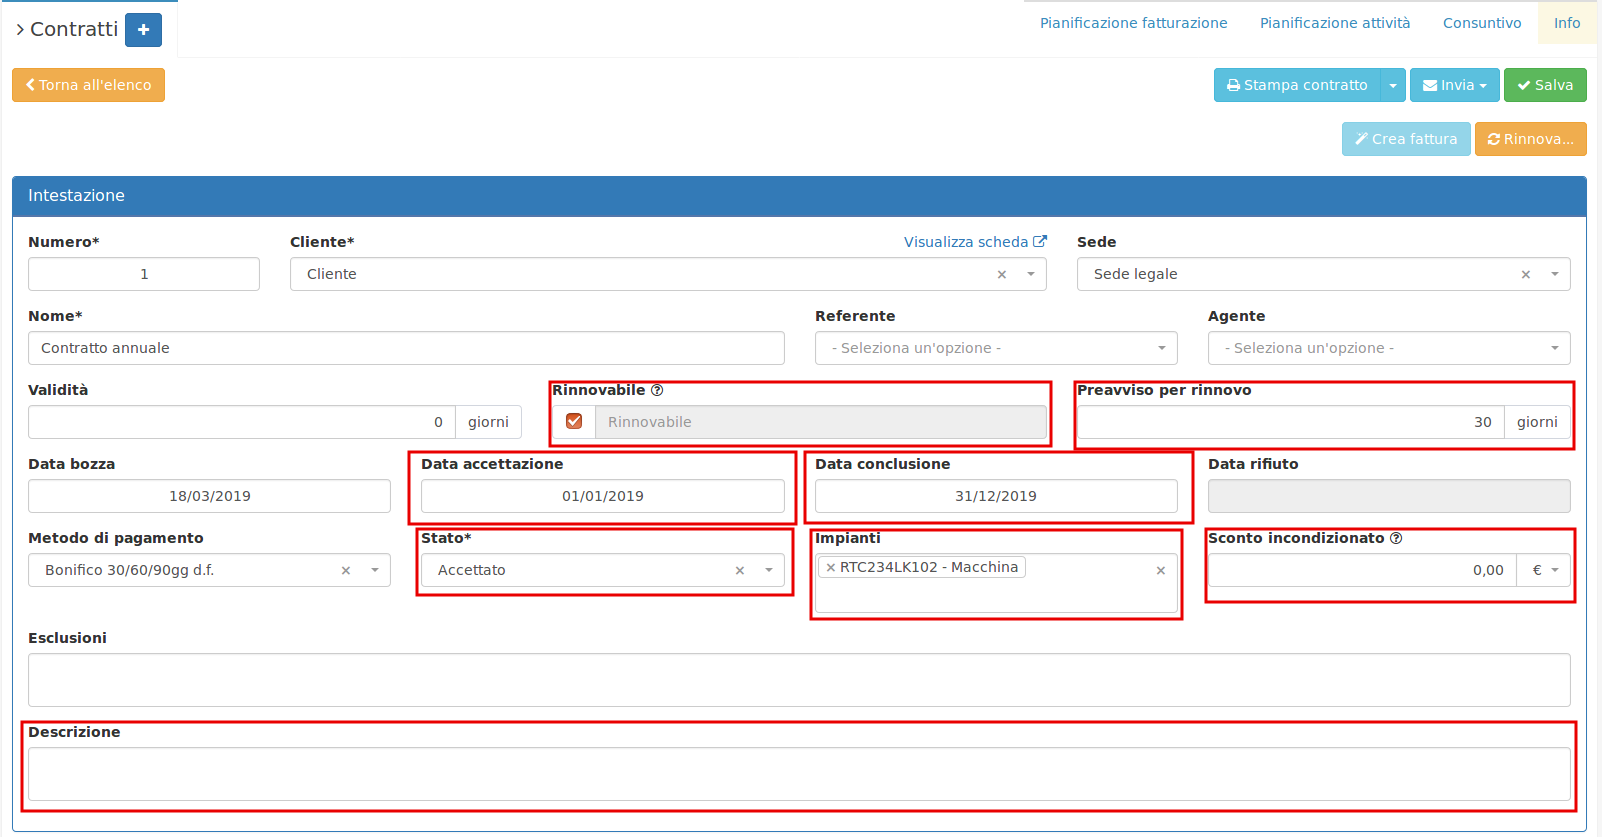 Contratti
Pianificazione fatturazione
Pianificazione attività
Consuntivo
Info
Torna all'elenco
Stampa contratto
Invia
Salva
Crea fattura
Rinnova...
Intestazione
Numero*
Cliente*
Visualizza scheda
Sede
1
Cliente
Sede legale
Nome*
Referente
Agente
Contratto annuale
- Seleziona un'opzione -
- Seleziona un'opzione -
Validità
Rinnovabile
Preavviso per rinnovo
0 giorni
Rinnovabile
30 giorni
Data bozza
Data accettazione
Data conclusione
Data rifiuto
18/03/2019
01/01/2019
31/12/2019
Metodo di pagamento
Stato*
Impianti
Sconto incondizionato
Bonifico 30/60/90gg d.f.
Accettato
×RTC234LK102 - Macchina
0,00 €
Esclusioni
Descrizione